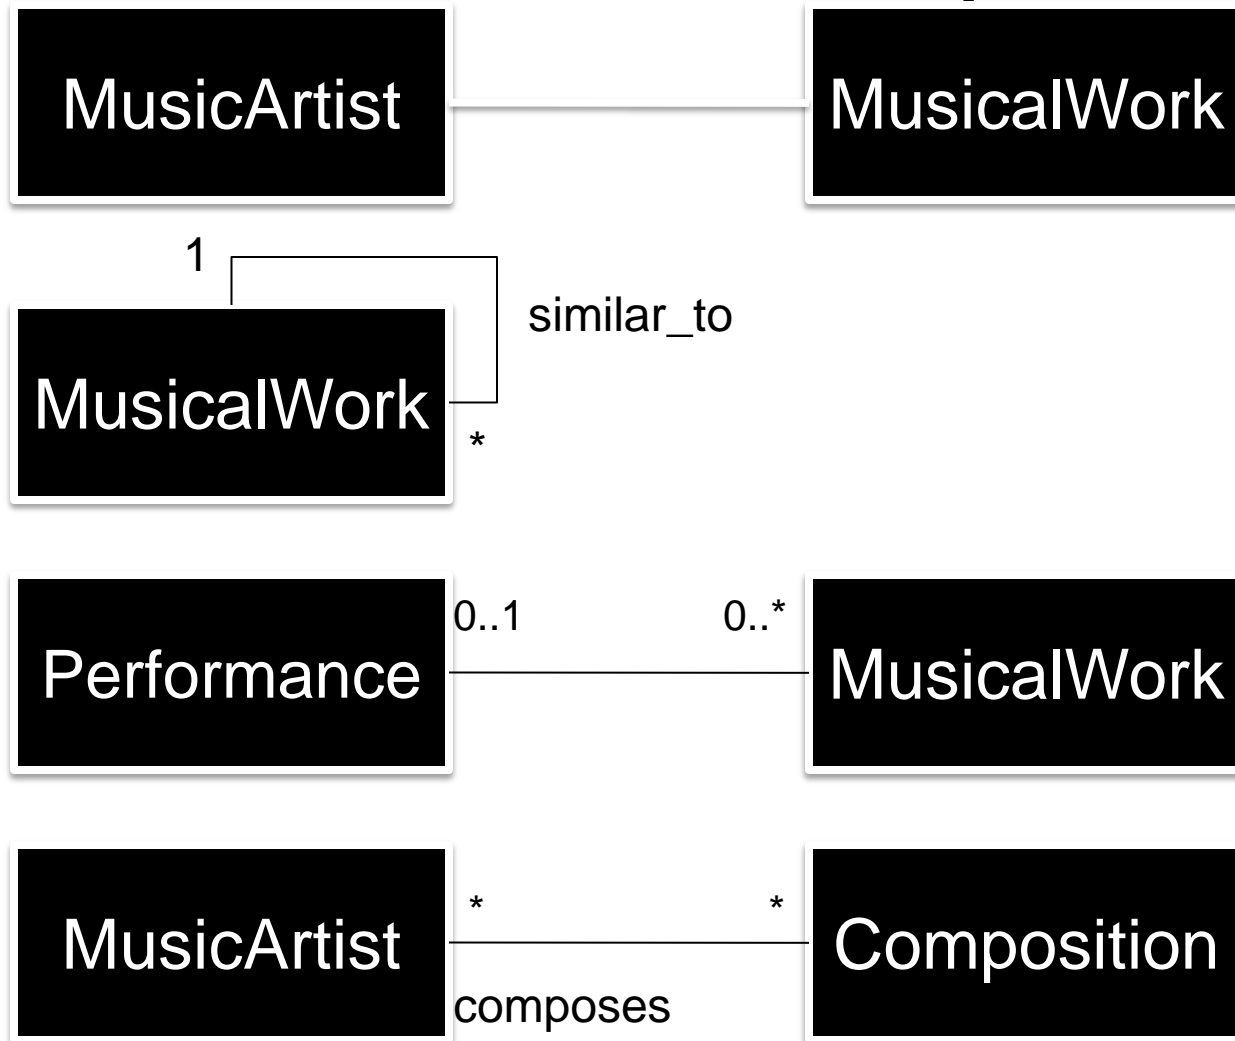 MusicArtist
MusicalWork
1
similar_to
MusicalWork
*
0..1
0..*
Performance
MusicalWork
*
*
MusicArtist
Composition
composes